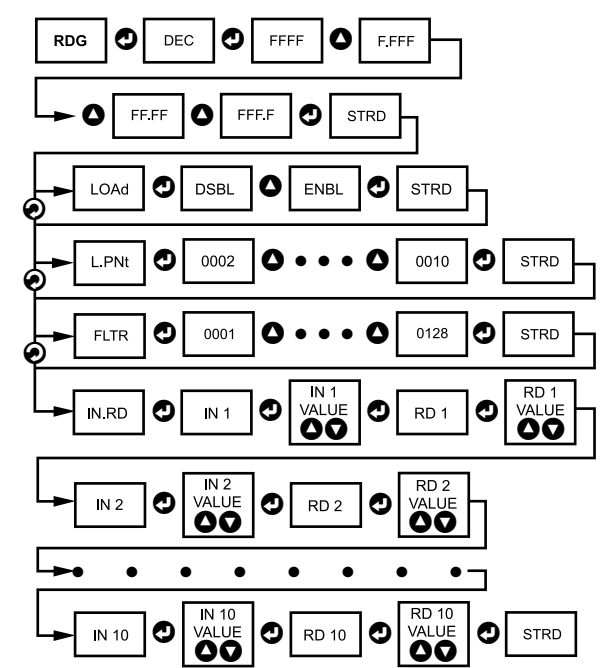 RDG DEC FFFF F.FFF
FF.FF FFF.F STRD
LOAd DSBL ENBL STRD
L.PNt 0002 0010 STRD
FLTR 0001 0128 STRD
IN.RD IN 1 IN 1 VALUE RD 1 RD 1 VALUE
IN 2 IN 2 VALUE RD 2 RD 2 VALUE
IN 10 IN 10 VALUE RD 10 RD 10 VALUE STRD